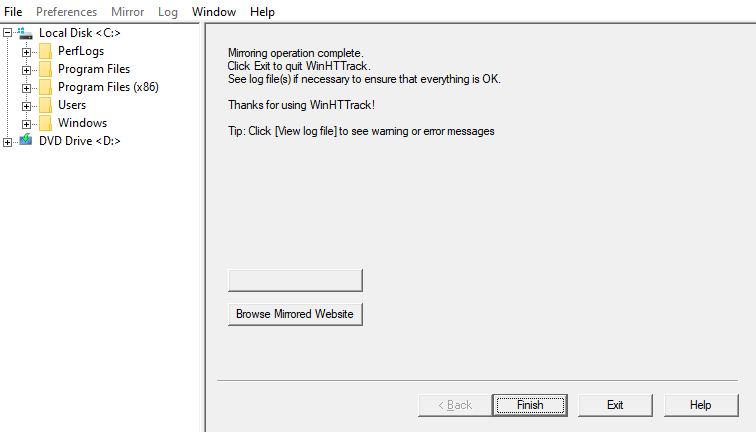 File Preferences Mirror Log Window Help
Local Disk <C:>
PerfLogs
Program Files
Program Files (x86)
Users
Windows
DVD Drive <D:>
Mirroring operation complete.
Click Exit to quit WinHTTrack.
See log file(s) if necessary to ensure that everything is OK.
Thanks for using WinHTTrack!
Tip: Click [View log file] to see warning or error messages
Browse Mirrored Website
< Back Finish Exit Help